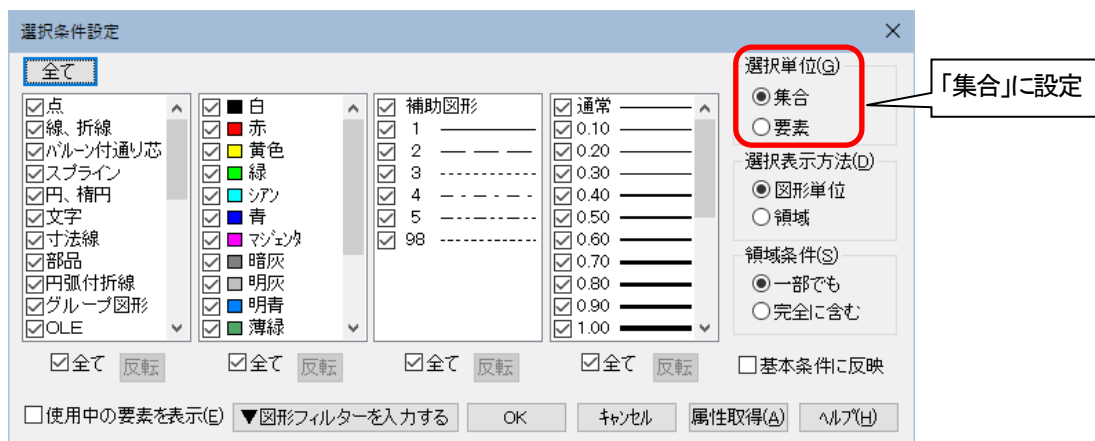 選択条件設定
全て
点
線、折線
バルーン付通り芯
スプライン
円、楕円
文字
寸法線
部品
円弧付折線
グループ図形
OLE
全て 反転
白
赤
黄色
緑
シアン
青
マジェンタ
暗灰
明灰
明青
薄緑
全て 反転
補助図形
1
2
3
4
5
98
全て 反転
通常
0.10
0.20
0.30
0.40
0.50
0.60
0.70
0.80
0.90
1.00
全て 反転
選択単位(G)
集合
要素
「集合」に設定
選択表示方法(D)
図形単位
領域
領域条件(S)
一部でも
完全に含む
基本条件に反映
使用中の要素を表示(E) ▼図形フィルターを入力する OK キャンセル 属性取得(A) ヘルプ(H)